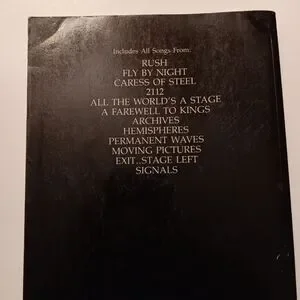 Includes All Songs From:
RUSH
FLY BY NIGHT
CARESS OF STEEL
2112
ALL THE WORLD'S A STAGE
A FAREWELL TO KINGS
ARCHIVES
HEMISPHERES
PERMANENT WAVES
MOVING PICTURES
EXIT..STAGE LEFT
SIGNALS